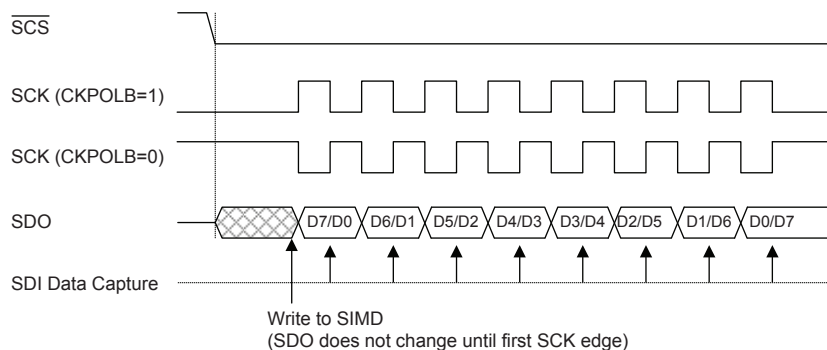 SCS
SCK (CKPOLB=1)
SCK (CKPOLB=0)
SDO
D7/D0 D6/D1 D5/D2 D4/D3 D3/D4 D2/D5 D1/D6 D0/D7
SDI Data Capture
Write to SIMD
(SDO does not change until first SCK edge)